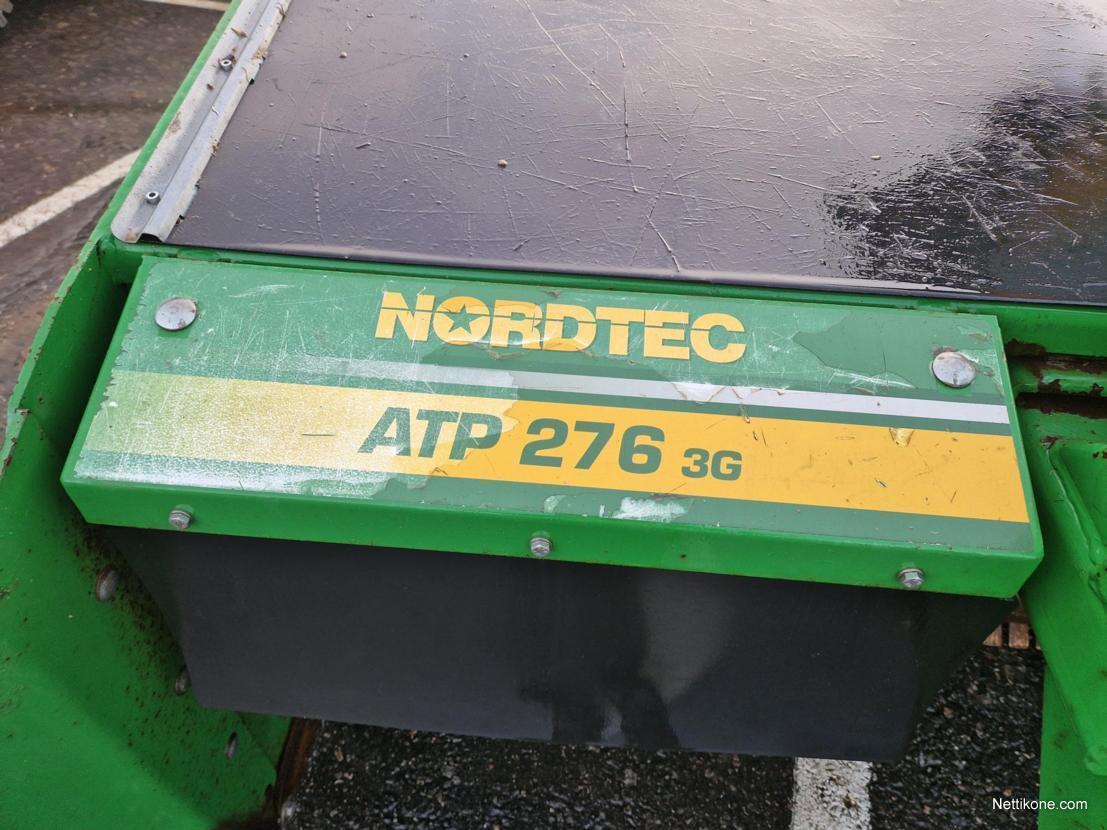 NORDTEC
ATP 276 3G
Nettikone.com